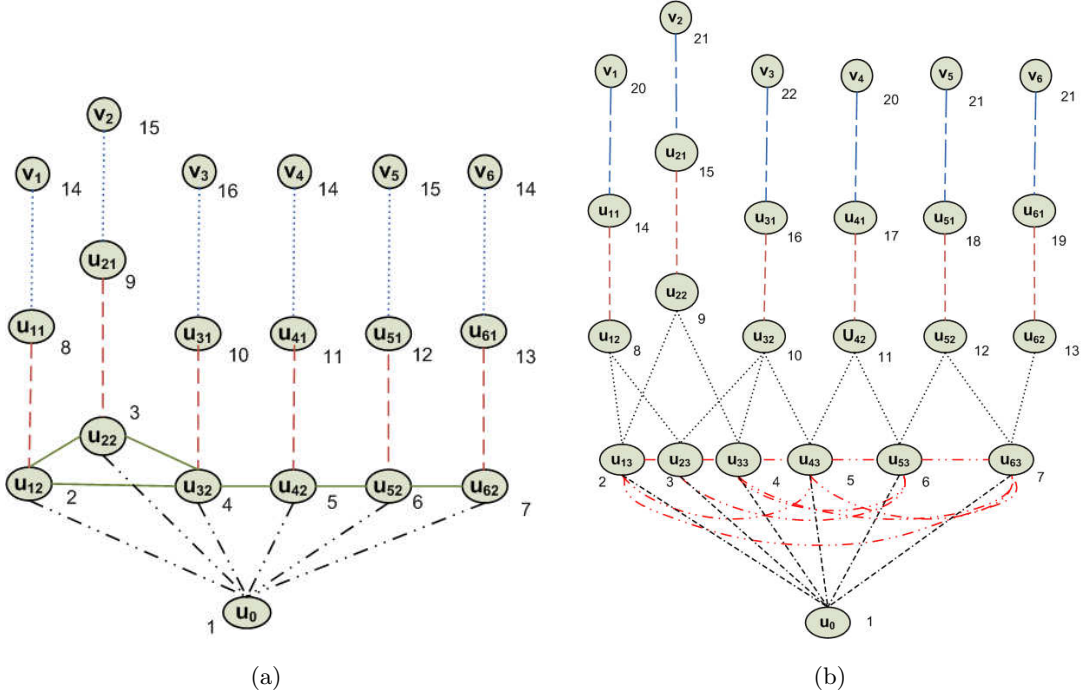 v2
21
v2
15
v1
20
v3
22
v4
20
v5
21
v6
21
v1
14
v3
16
v4
14
v5
15
v6
14
u21
15
u21
9
u11
14
u31
16
u41
17
u51
18
u61
19
u11
8
u31
10
u41
11
u51
12
u61
13
u22
9
u12
8
u32
10
U42
11
u52
12
u62
13
u22
3
u12
2
u32
4
u42
5
u52
6
u62
7
u13
2
u23
3
u33
4
u43
5
u53
6
u63
7
u0
1
u0
1
(a)
(b)